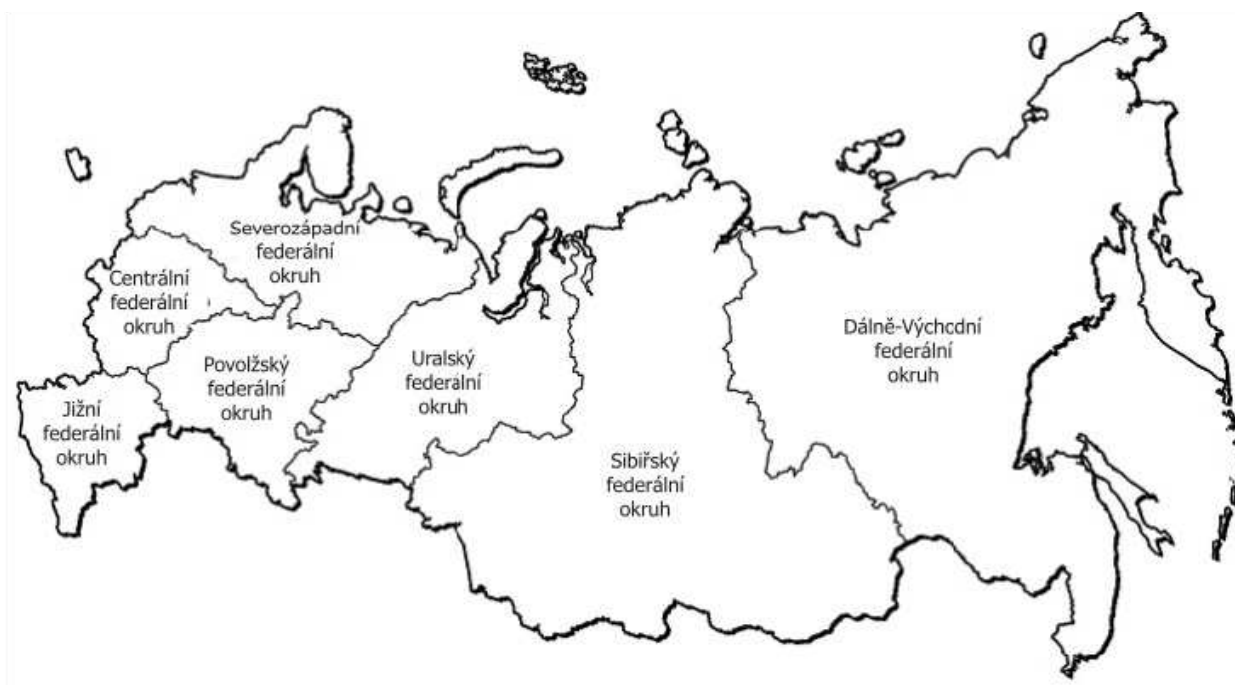 Severozápadní
federální
okruh
Centrální
federální
okruh
Povolžský
federální
okruh
Uralský
federální
okruh
Jižní
federální
okruh
Sibiřský
federální
okruh
Dálně-Výchcdní
federální
okruh